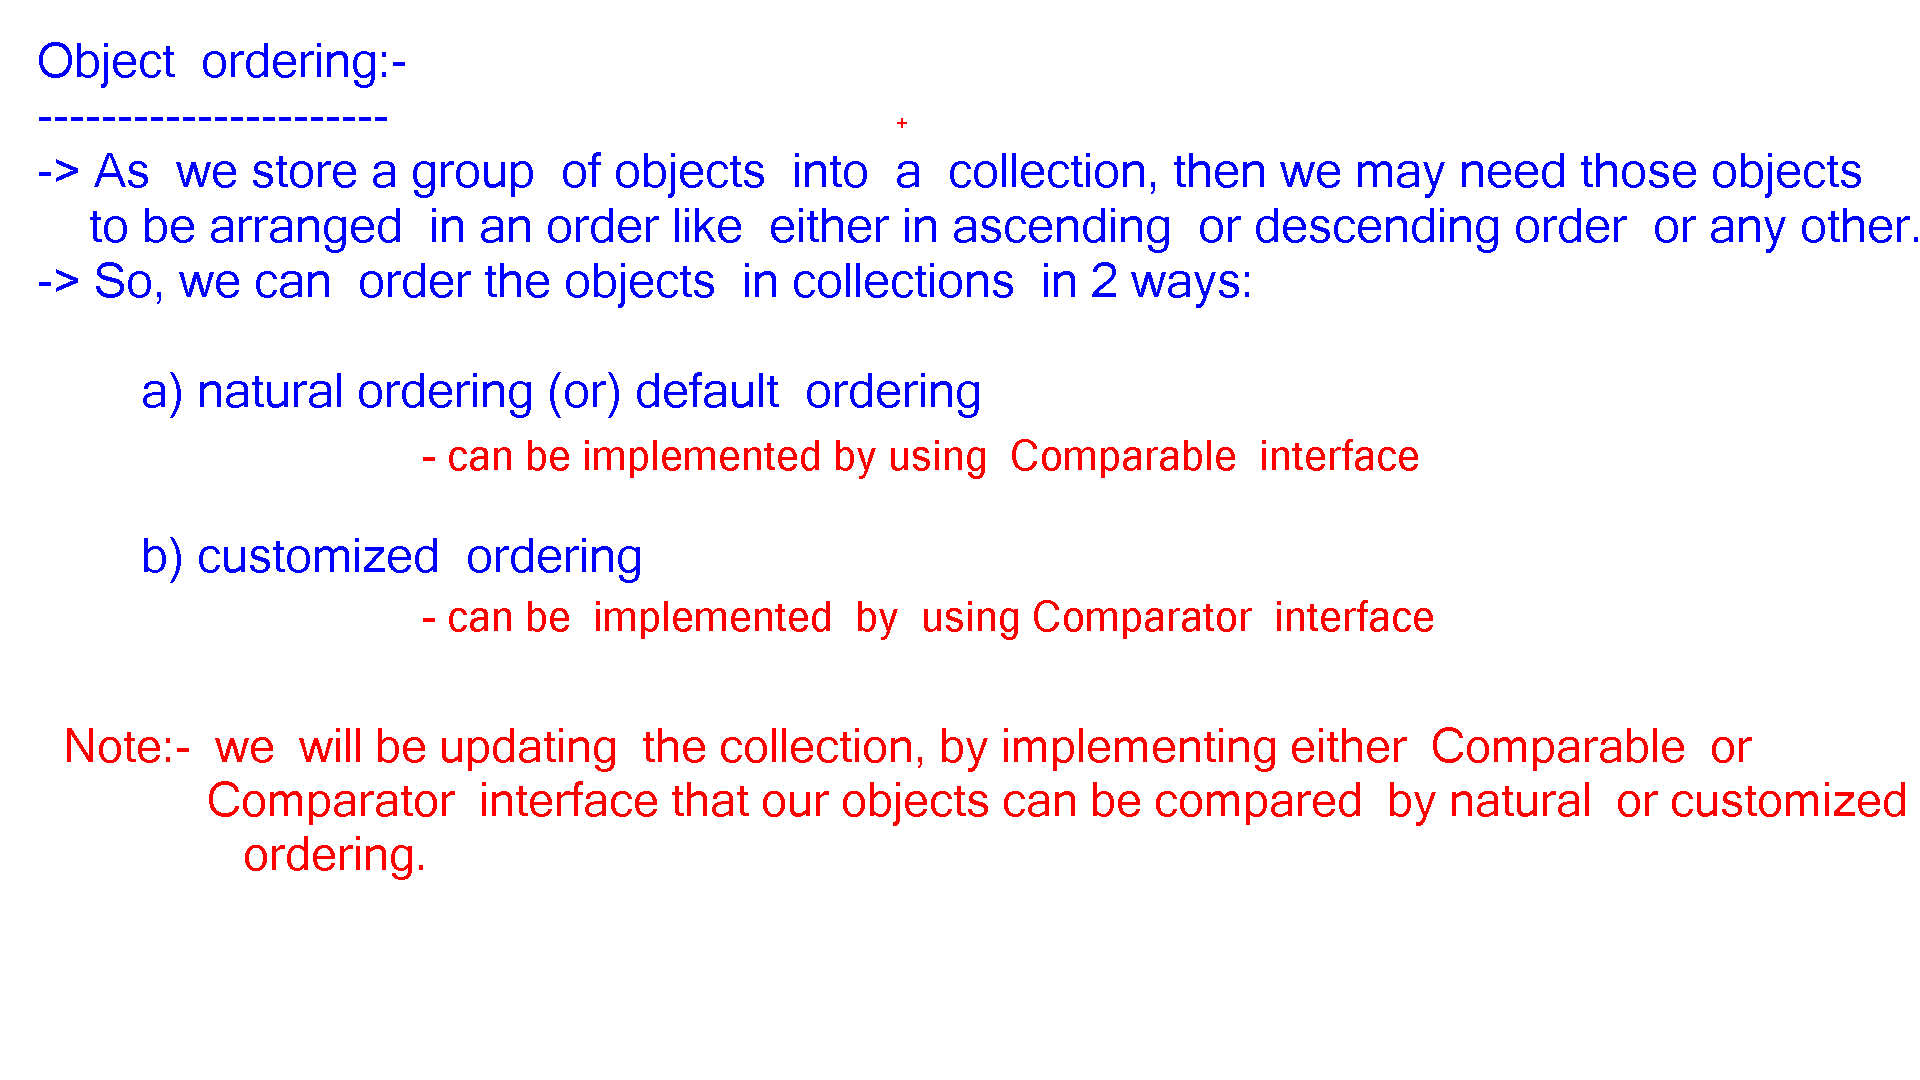 Object ordering:-
----------------------
-> As we store a group of objects into a collection, then we may need those objects
to be arranged in an order like either in ascending or descending order or any other.
-> So, we can order the objects in collections in 2 ways:
a) natural ordering (or) default ordering
- can be implemented by using Comparable interface
b) customized ordering
- can be implemented by using Comparator interface
Note:- we will be updating the collection, by implementing either Comparable or
Comparator interface that our objects can be compared by natural or customized
ordering.